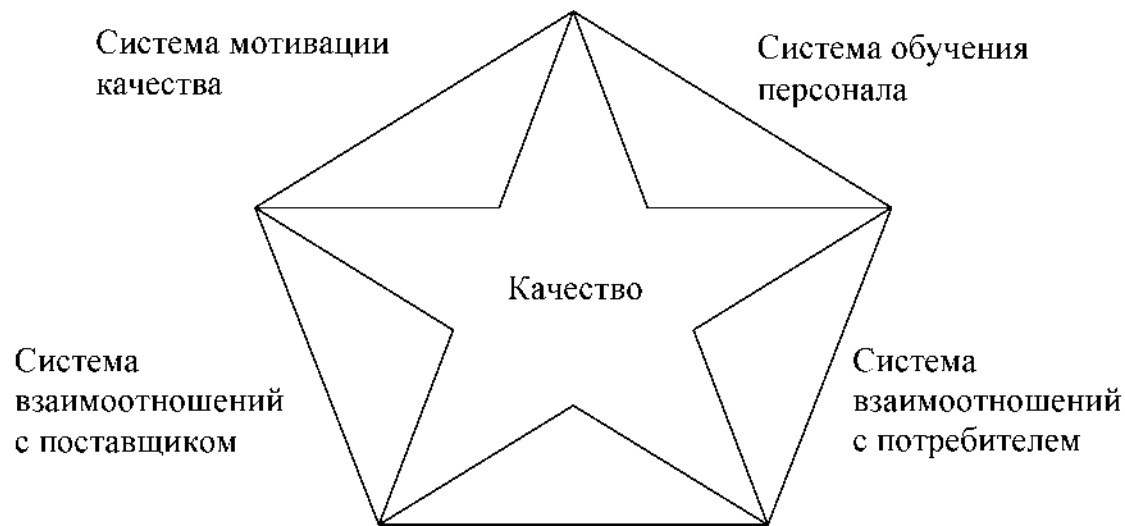 Система мотивации
качества
Система обучения
персонала
Качество
Система
взаимоотношений
с поставщиком
Система
взаимоотношений
с потребителем